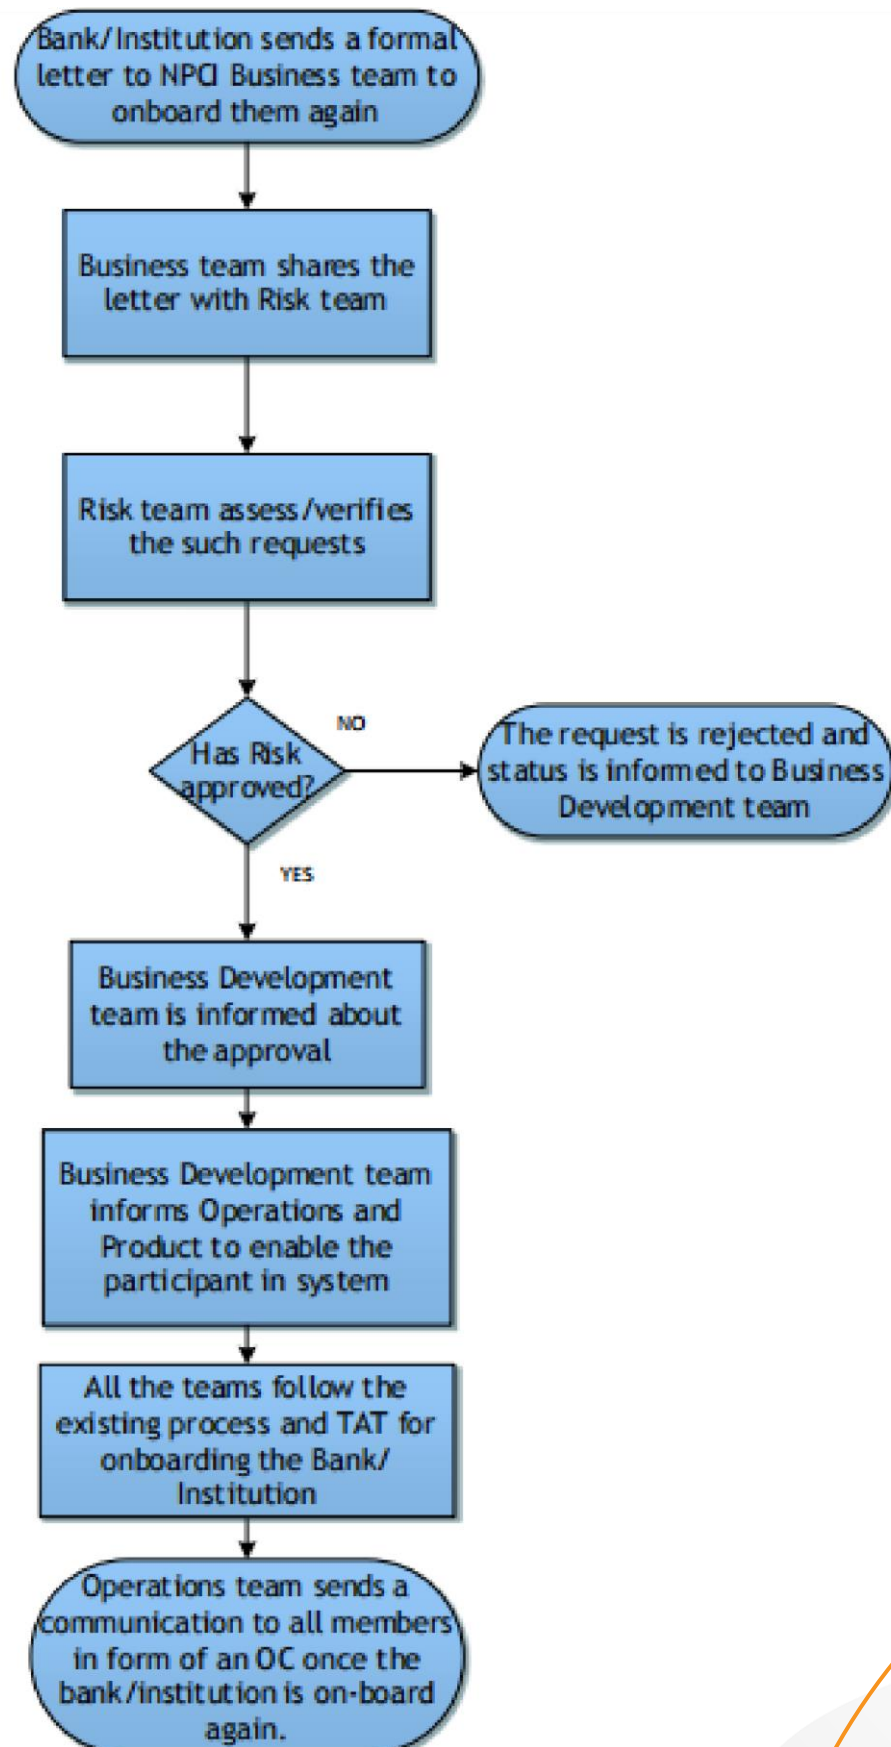 Bank/Institution sends a formal
letter to NPCI Business team to
onboard them again
Business team shares the
letter with Risk team
Risk team assess/verifies
the such requests
Has Risk
approved?
NO
The request is rejected and
status is informed to Business
Development team
YES
Business Development
team is informed about
the approval
Business Development team
informs Operations and
Product to enable the
participant in system
All the teams follow the
existing process and TAT for
onboarding the Bank/
Institution
Operations team sends a
communication to all members
in form of an OC once the
bank/institution is on-board
again.